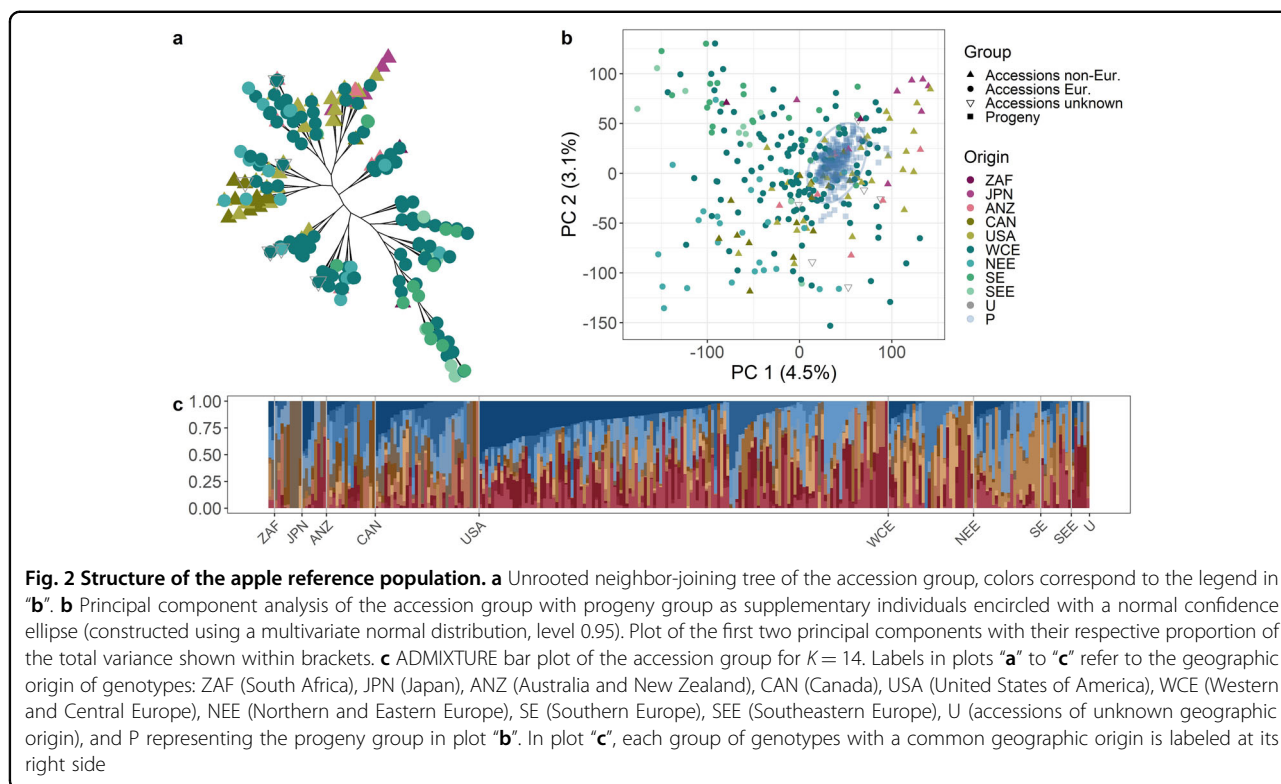 a
b
100
50
0
-50
-100
-150
PC 2 (3.1%)
-100
0
100
PC 1 (4.5%)
Group
Accessions non-Eur.
Accessions Eur.
Accessions unknown
Progeny
Origin
ZAF
JPN
ANZ
CAN
USA
WCE
NEE
SE
SEE
U
P
c
1.00
0.75
0.50
0.25
0.00
ZAF
JPN
ANZ
CAN
USA
WCE
NEE
SE
SEE
U
Fig. 2 Structure of the apple reference population. a Unrooted neighbor-joining tree of the accession group, colors correspond to the legend in
"b". b Principal component analysis of the accession group with progeny group as supplementary individuals encircled with a normal confidence
ellipse (constructed using a multivariate normal distribution, level 0.95). Plot of the first two principal components with their respective proportion of
the total variance shown within brackets. c ADMIXTURE bar plot of the accession group for K = 14. Labels in plots "a" to "c" refer to the geographic
origin of genotypes: ZAF (South Africa), JPN (Japan), ANZ (Australia and New Zealand), CAN (Canada), USA (United States of America), WCE (Western
and Central Europe), NEE (Northern and Eastern Europe), SE (Southern Europe), SEE (Southeastern Europe), U (accessions of unknown geographic
origin), and P representing the progeny group in plot "b". In plot "c", each group of genotypes with a common geographic origin is labeled at its
right side